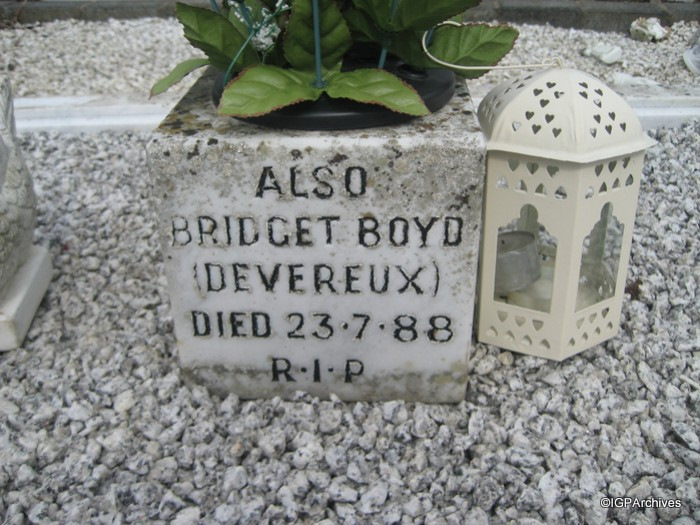 ALSO
BRIDGET BOYD
(DEVEREUX)
DIED 23·7·88
R·I·P
©IGPArchives